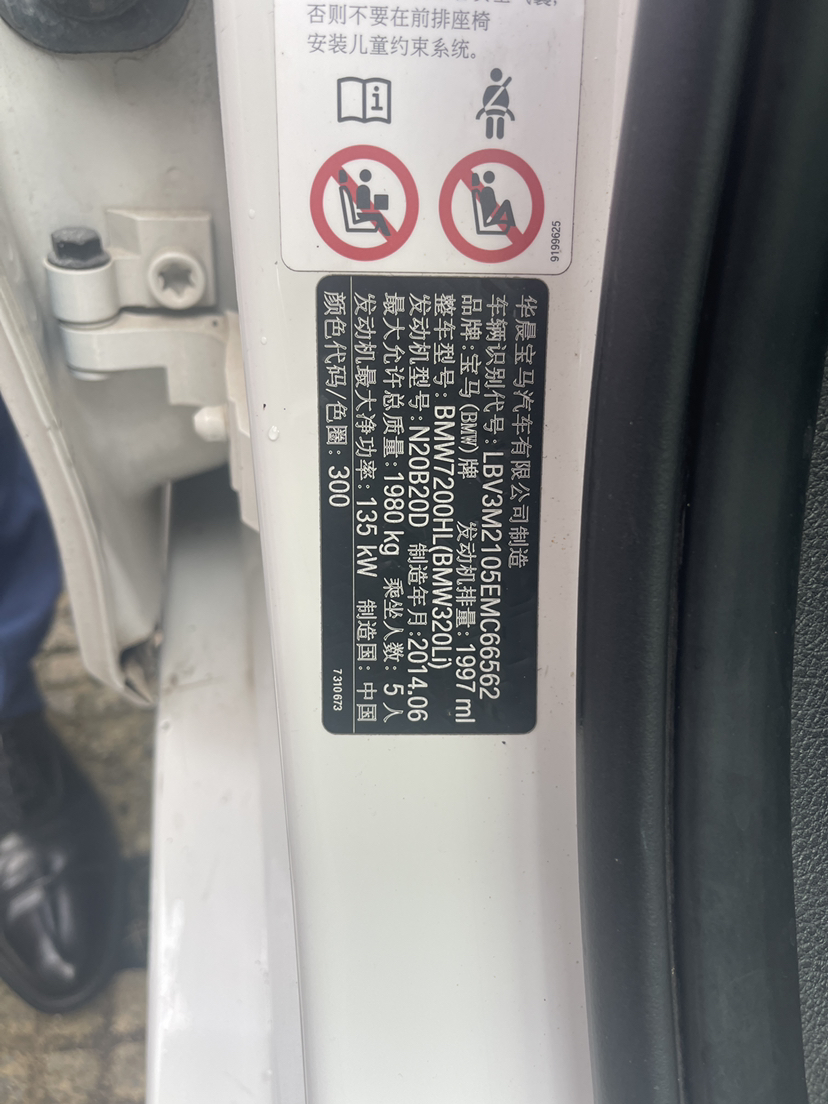 否则不要在前排座椅
安装儿童约束系统。
9199625
华晨宝马汽车有限公司制造
车辆识别代号: LBV3M2105EMC66562
品牌: 宝马(BMW)牌 发动机排量: 1997 ml
整车型号: BMW7200HL(BMW320Li)
发动机型号: N20B20D 制造年月: 2014.06
最大允许总质量: 1980 kg 乘坐人数: 5 人
发动机最大净功率: 135 kW 制造国: 中国
颜色代码/色圈: 300
7310673